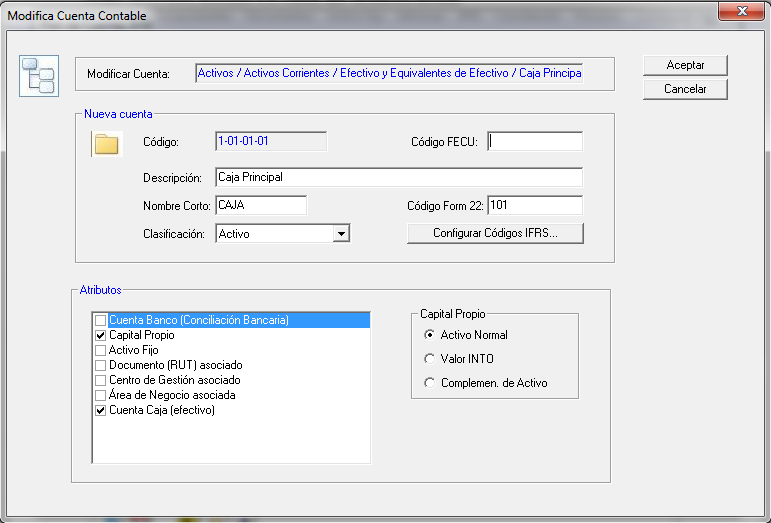 Modifica Cuenta Contable
Modificar Cuenta:
Activos / Activos Corrientes / Efectivo y Equivalentes de Efectivo / Caja Principa
Aceptar
Cancelar
Nueva cuenta
Código:
1-01-01-01
Código FECU:
Descripción:
Caja Principal
Nombre Corto:
CAJA
Código Form 22:
101
Clasificación:
Activo
Configurar Códigos IFRS...
Atributos
Cuenta Banco (Conciliación Bancaria)
Capital Propio
Activo Fijo
Documento (RUT) asociado
Centro de Gestión asociado
Área de Negocio asociada
Cuenta Caja (efectivo)
Capital Propio
Activo Normal
Valor INTO
Complemen. de Activo